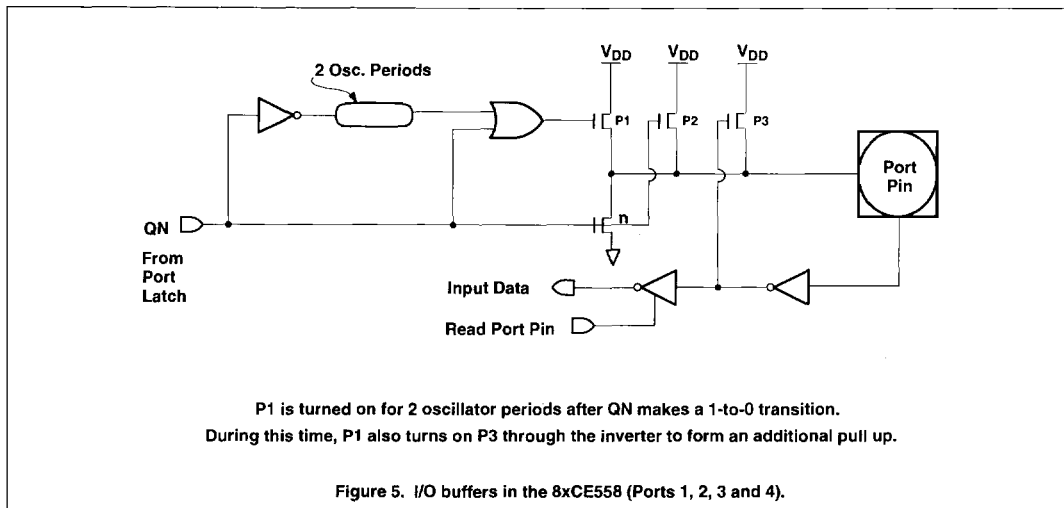 VDD VDD VDD
2 Osc. Periods
P1 P2 P3
Port
Pin
n
QN
From
Port
Latch
Input Data
Read Port Pin
P1 is turned on for 2 oscillator periods after QN makes a 1-to-0 transition.
During this time, P1 also turns on P3 through the inverter to form an additional pull up.
Figure 5. I/O buffers in the 8xCE558 (Ports 1, 2, 3 and 4).